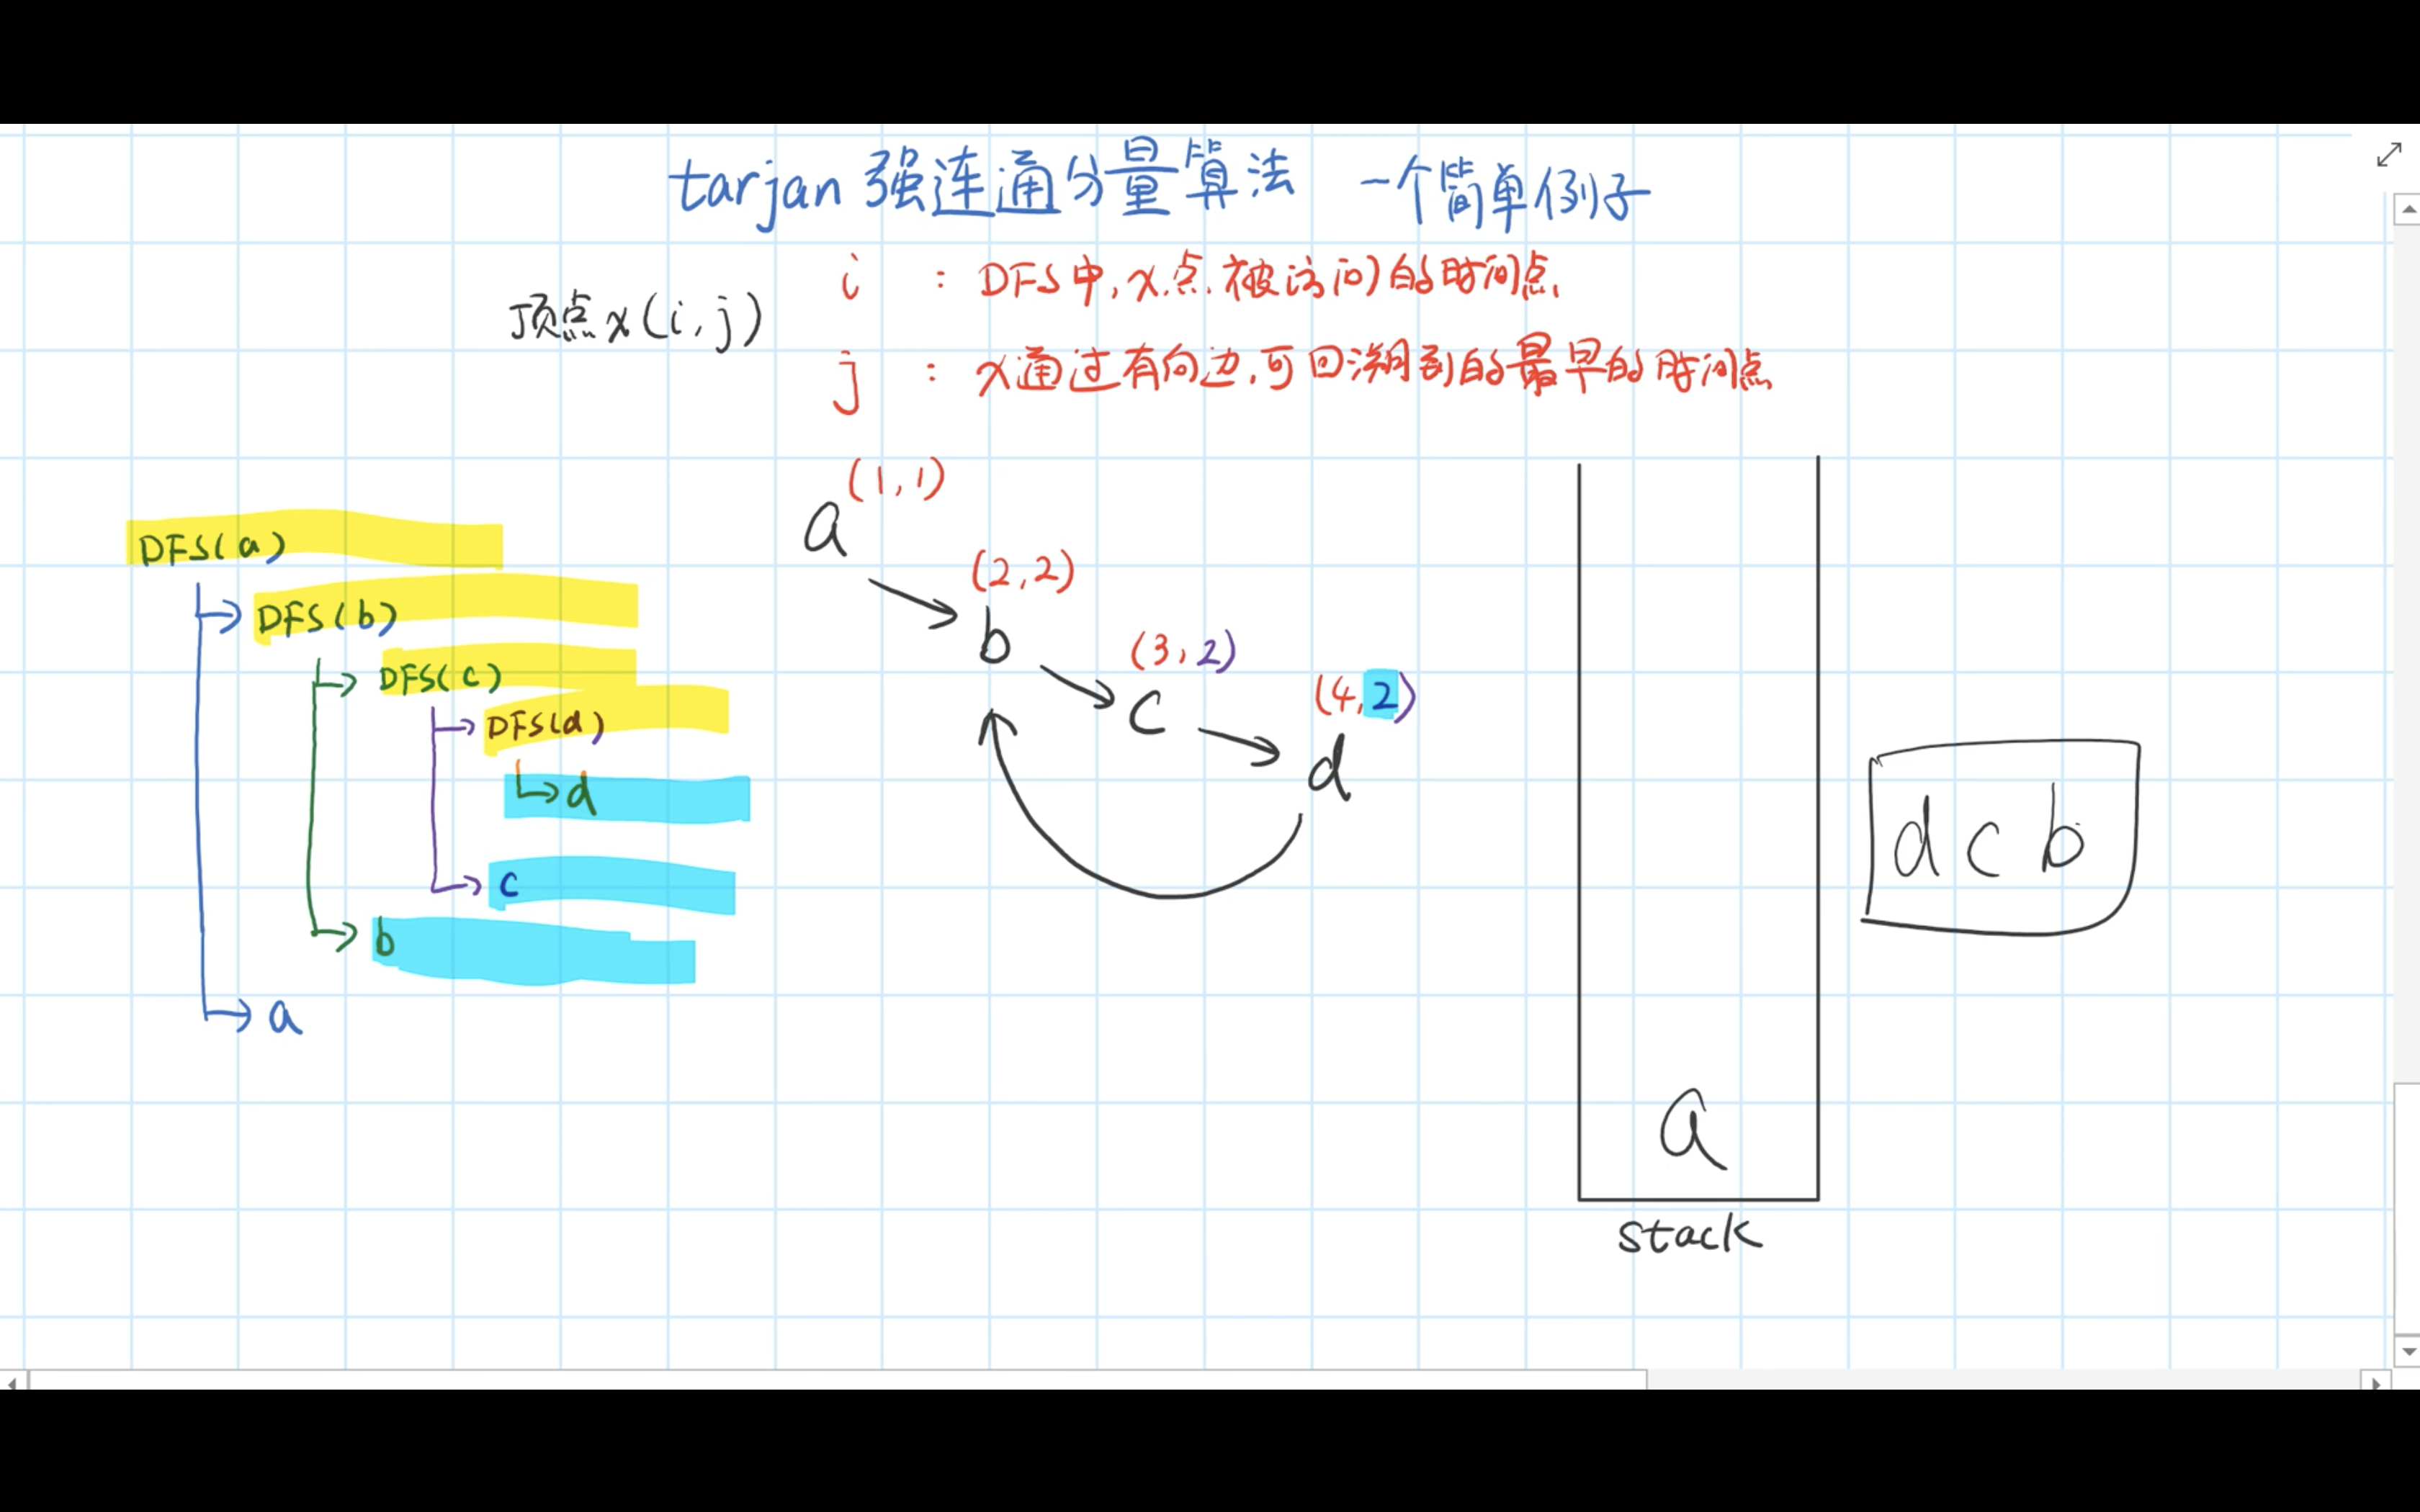 tarjan 强连通分量算法 一个简单例子
i : DFS中,x点.被访问的时间点.
顶点x(i,j)
j : x通过有向边,可回溯到的最早的时间点
(1,1)
a
DFS(a)
(2,2)
DFS(b)
b
(3,2)
DFS(c)
c
(4,2)
DFS(d)
d
d
d c b
c
b
a
a
stack